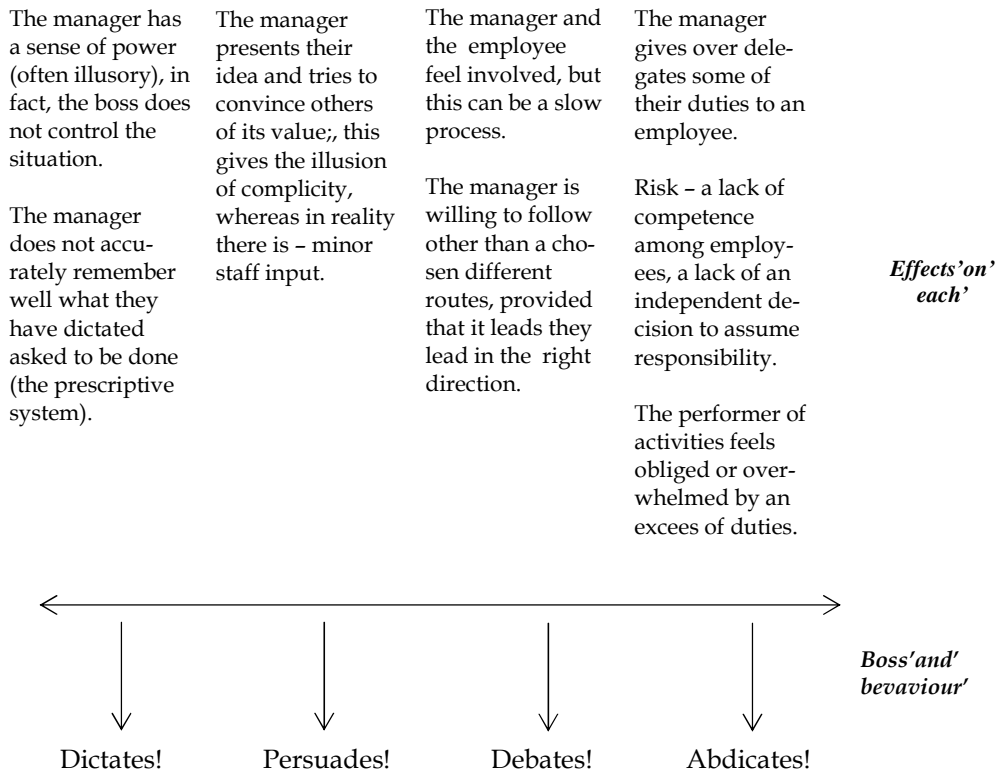 The manager has
a sense of power
(often illusory), in
fact, the boss does
not control the
situation.
The manager
does not accu-
rately remember
well what they
have dictated
asked to be done
(the prescriptive
system).
The manager
presents their
idea and tries to
convince others
of its value;, this
gives the illusion
of complicity,
whereas in reality
there is – minor
staff input.
The manager and
the employee
feel involved, but
this can be a slow
process.
The manager is
willing to follow
other than a cho-
sen different
routes, provided
that it leads they
lead in the right
direction.
The manager
gives over dele-
gates some of
their duties to an
employee.
Risk – a lack of
competence
among employ-
ees, a lack of an
independent de-
cision to assume
responsibility.
The performer of
activities feels
obliged or over-
whelmed by an
excees of duties.
Effects'on'
each'
Boss'and'
bevaviour'
Dictates!
Persuades!
Debates!
Abdicates!